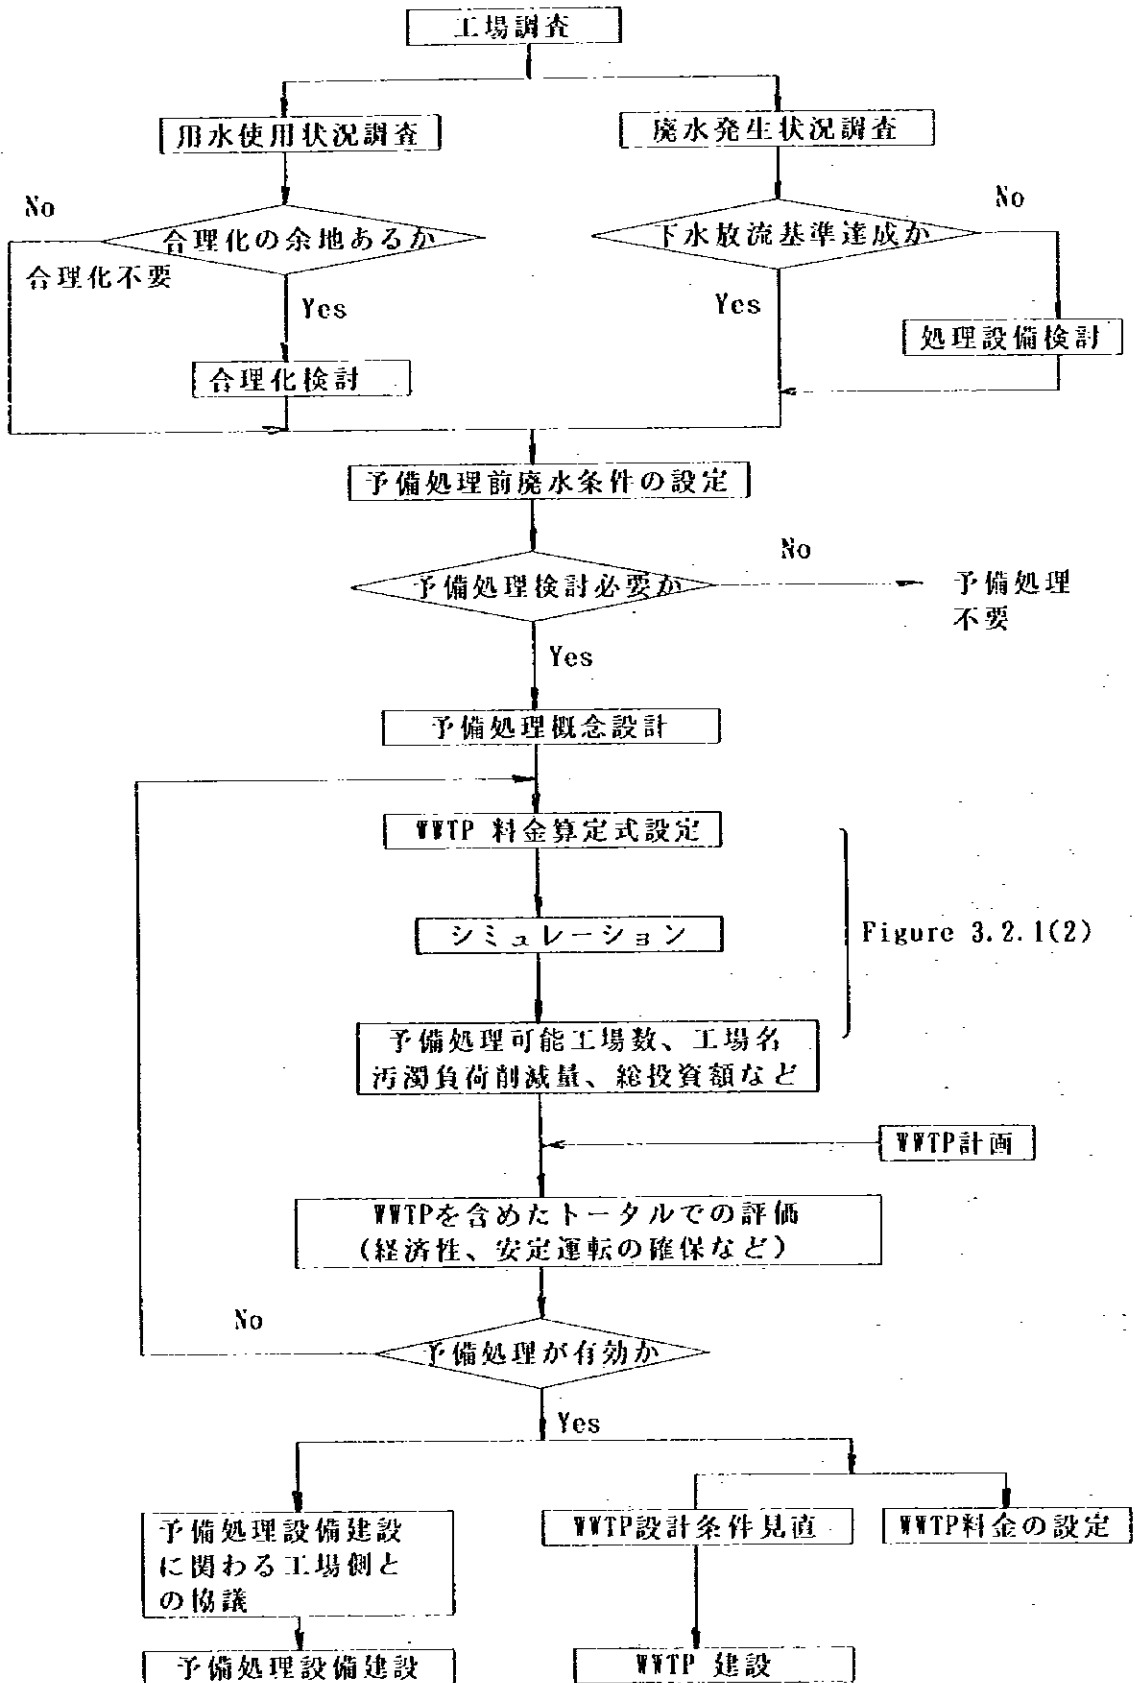 工場調査
用水使用状況調査
廃水発生状況調査
No
合理化の余地あるか
下水放流基準達成か
No
合理化不要
Yes
Yes
処理設備検討
合理化検討
予備処理前廃水条件の設定
予備処理検討必要か
No
予備処理
不要
Yes
予備処理概念設計
WWTP 料金算定式設定
シミュレーション
Figure 3.2.1(2)
予備処理可能工場数、工場名
汚濁負荷削減量、総投資額など
WWTP計画
WWTPを含めたトータルでの評価
(経済性、安定運転の確保など)
No
予備処理が有効か
Yes
予備処理設備建設
に関わる工場側と
の協議
WWTP設計条件見直
WWTP料金の設定
予備処理設備建設
WWTP 建設